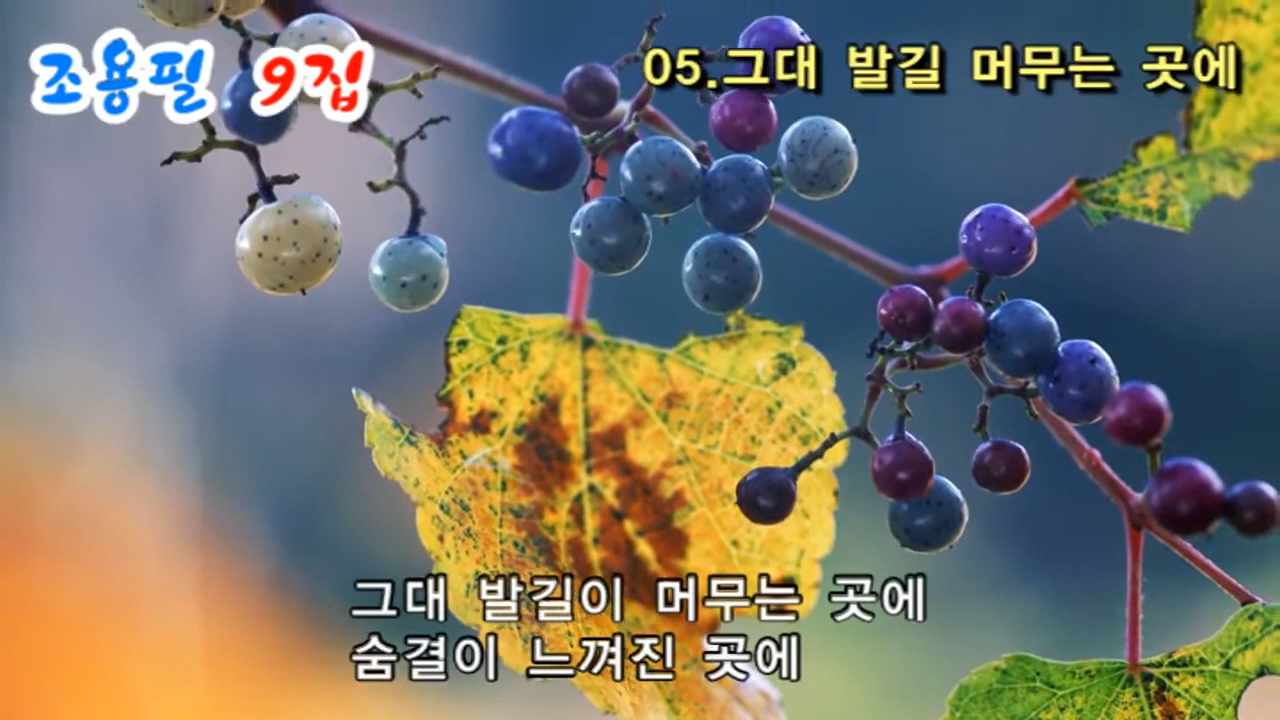 조용필 9집
05.그대 발길 머무는 곳에
그대 발길이 머무는 곳에
숨결이 느껴진 곳에